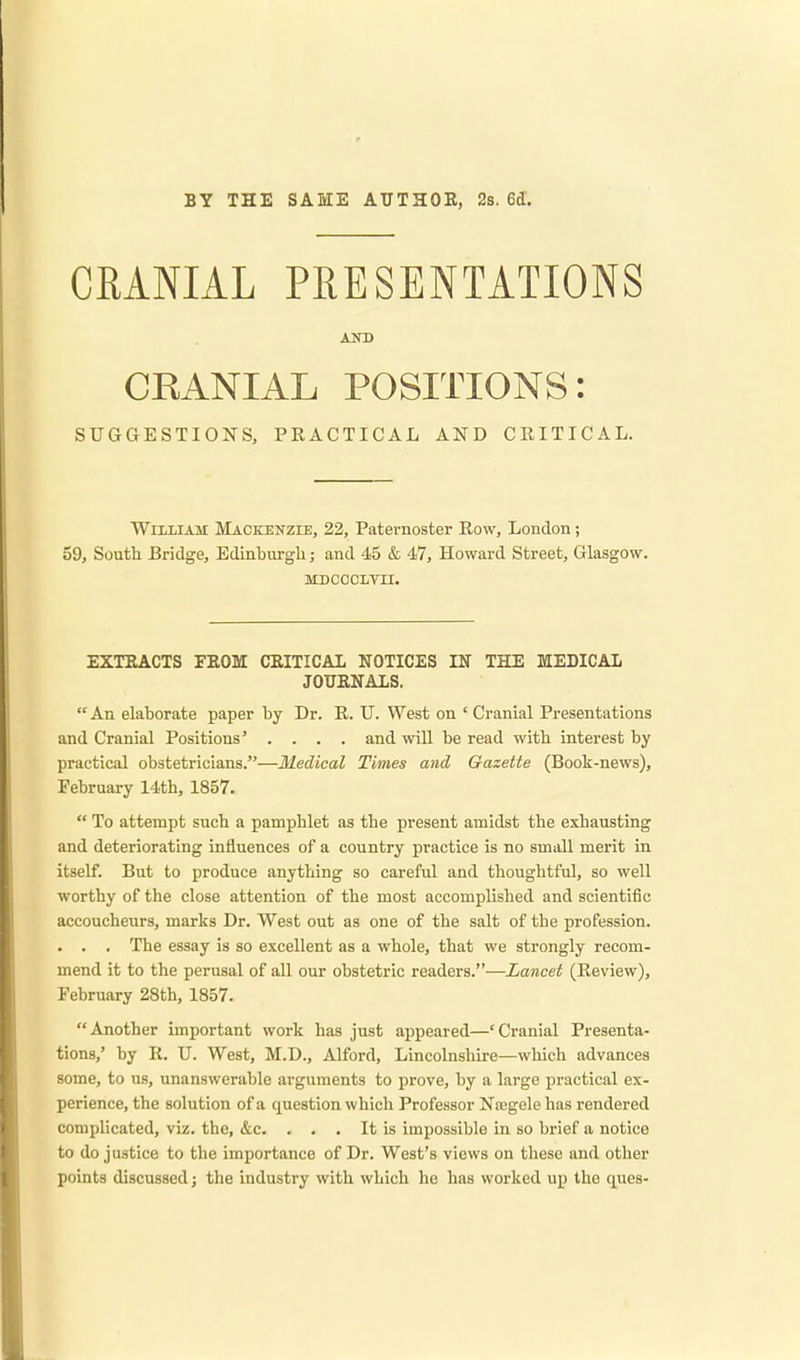 BY THE SAME AUTHOR, 2s. 6d.
CRANIAL PRESENTATIONS
AND
CRANIAL POSITIONS:
SUGGESTIONS, PRACTICAL AND CRITICAL.
WILLIAM MACKENZIE, 22, Paternoster Row, London;
59, South Bridge, Edinburgh; and 45 & 47, Howard Street, Glasgow.
MDCCCLVII.
EXTRACTS FROM CRITICAL NOTICES IN THE MEDICAL
JOURNALS.
“An elaborate paper by Dr. R. U. West on ‘Cranial Presentations
and Cranial Positions’ . . . . and will be read with interest by
practical obstetricians.”—Medical Times and Gazette (Book-news),
February 14th, 1857.
“To attempt such a pamphlet as the present amidst the exhausting
and deteriorating influences of a country practice is no small merit in
itself. But to produce anything so careful and thoughtful, so well
worthy of the close attention of the most accomplished and scientific
accoucheurs, marks Dr. West out as one of the salt of the profession.
. . . The essay is so excellent as a whole, that we strongly recom-
mend it to the perusal of all our obstetric readers.”—Lancet (Review),
February 28th, 1857.
“Another important work has just appeared—‘Cranial Presenta-
tions,’ by R. U. West, M.D., Alford, Lincolnshire—which advances
some, to us, unanswerable arguments to prove, by a large practical ex-
perience, the solution of a question which Professor Nægele has rendered
complicated, viz. the, &c. . . . It is impossible in so brief a notice
to do justice to the importance of Dr. West’s views on these and other
points discussed; the industry with which he has worked up the ques-